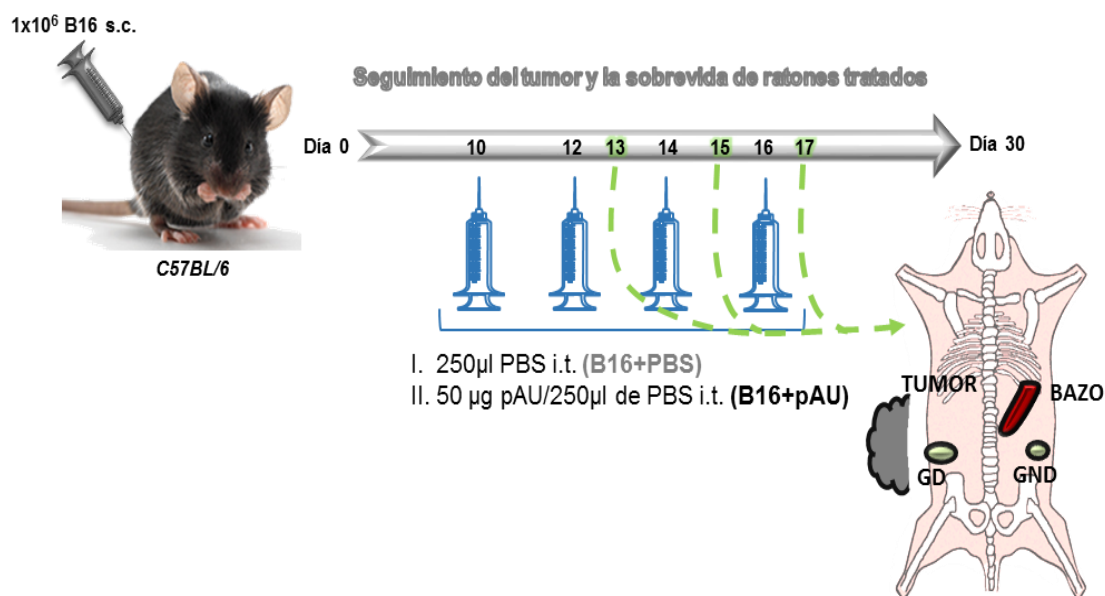 1x10⁶ B16 s.c.
Seguimiento del tumor y la sobrevida de ratones tratados
Día 0
10
12
13
14
15
16
17
Día 30
C57BL/6
I. 250µl PBS i.t. (B16+PBS)
II. 50 µg pAU/250µl de PBS i.t. (B16+pAU)
TUMOR
BAZO
GD
GND